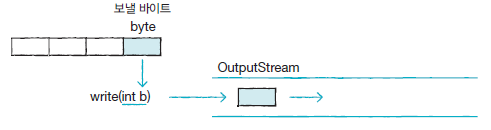 보낼 바이트
byte
OutputStream
write(int b)